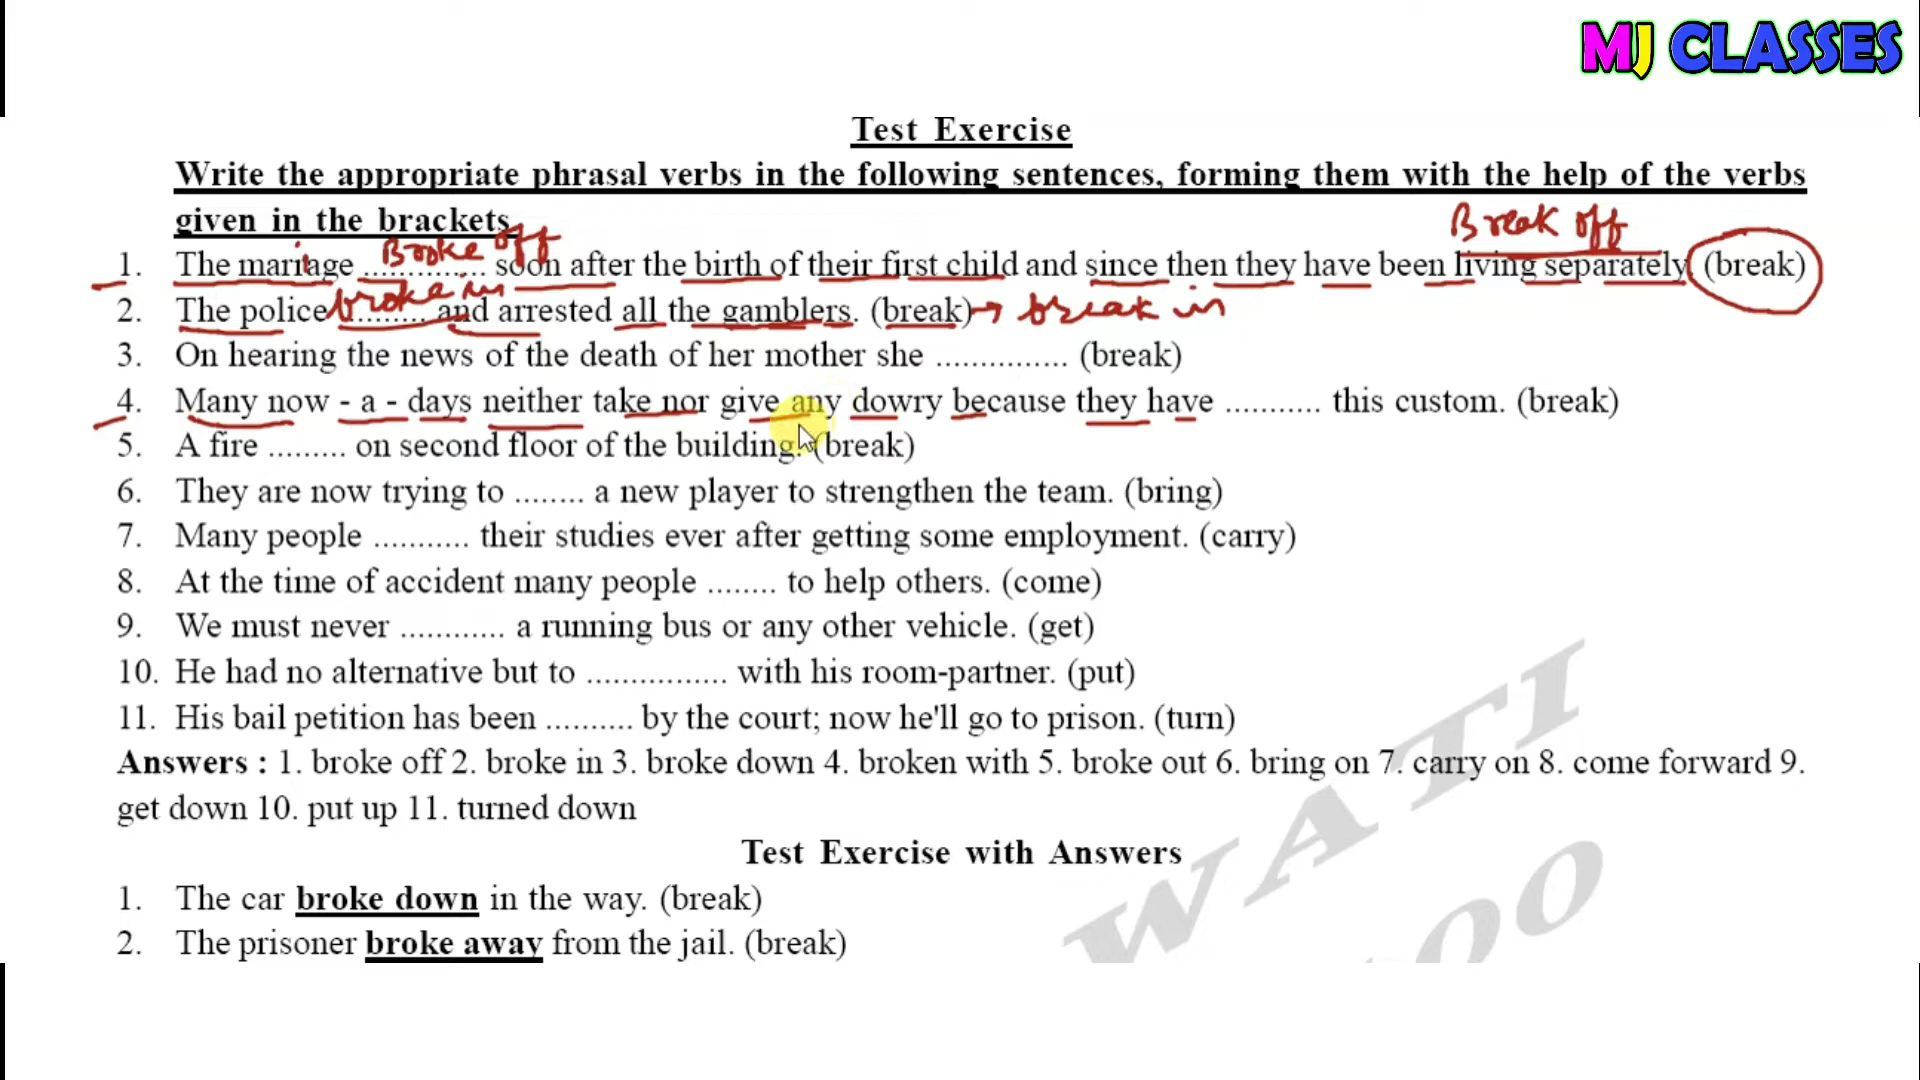 MJ CLASSES
Test Exercise
Write the appropriate phrasal verbs in the following sentences, forming them with the help of the verbs
given in the brackets.
Break off
Broke off
1. The marriage ............... soon after the birth of their first child and since then they have been living separately. (break)
broke in
2. The police ......... and arrested all the gamblers. (break) → break in
3. On hearing the news of the death of her mother she ............... (break)
4. Many now - a - days neither take nor give any dowry because they have ........... this custom. (break)
5. A fire ......... on second floor of the building. (break)
6. They are now trying to ........ a new player to strengthen the team. (bring)
7. Many people ........... their studies ever after getting some employment. (carry)
8. At the time of accident many people ........ to help others. (come)
9. We must never ............ a running bus or any other vehicle. (get)
10. He had no alternative but to ................ with his room-partner. (put)
11. His bail petition has been .......... by the court; now he'll go to prison. (turn)
Answers : 1. broke off 2. broke in 3. broke down 4. broken with 5. broke out 6. bring on 7. carry on 8. come forward 9.
get down 10. put up 11. turned down
Test Exercise with Answers
1. The car broke down in the way. (break)
2. The prisoner broke away from the jail. (break)
WATI
00